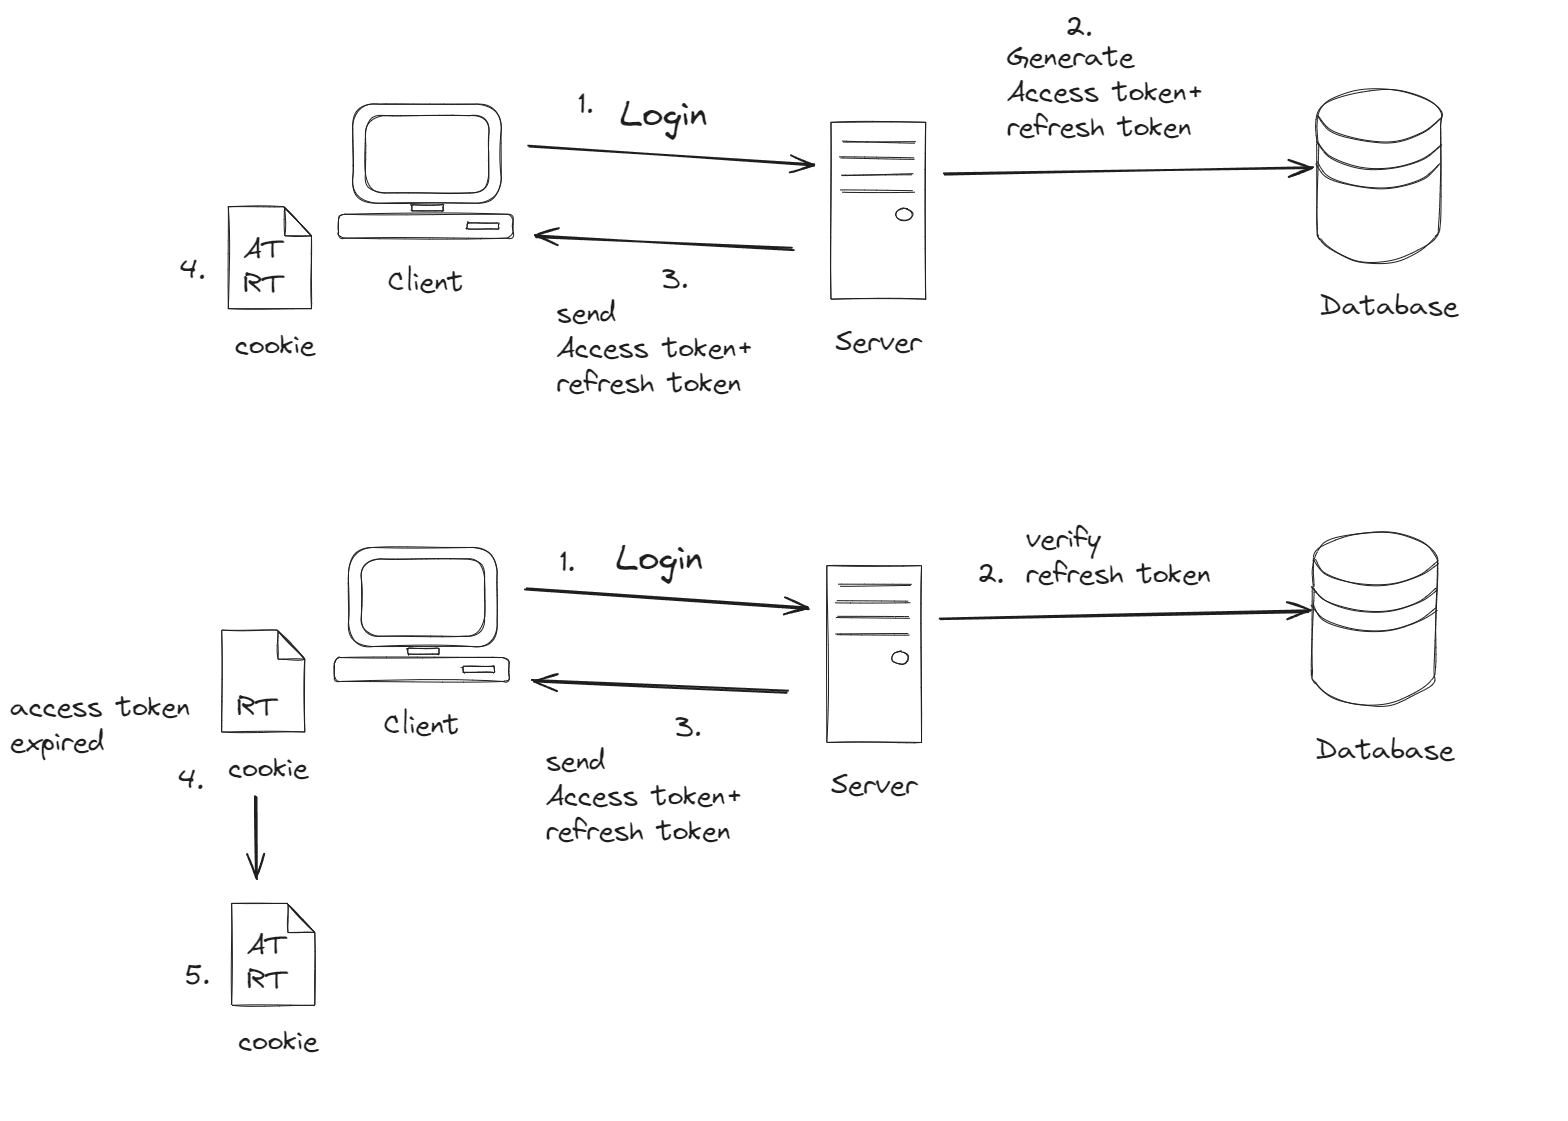 2.
Generate
Access token+
refresh token
1. Login
AT
RT
4.
cookie
Client
3.
send
Access token+
refresh token
Server
Database
1. Login
verify
2. refresh token
access token
expired
RT
4.
cookie
Client
3.
send
Access token+
refresh token
Server
Database
AT
RT
5.
cookie